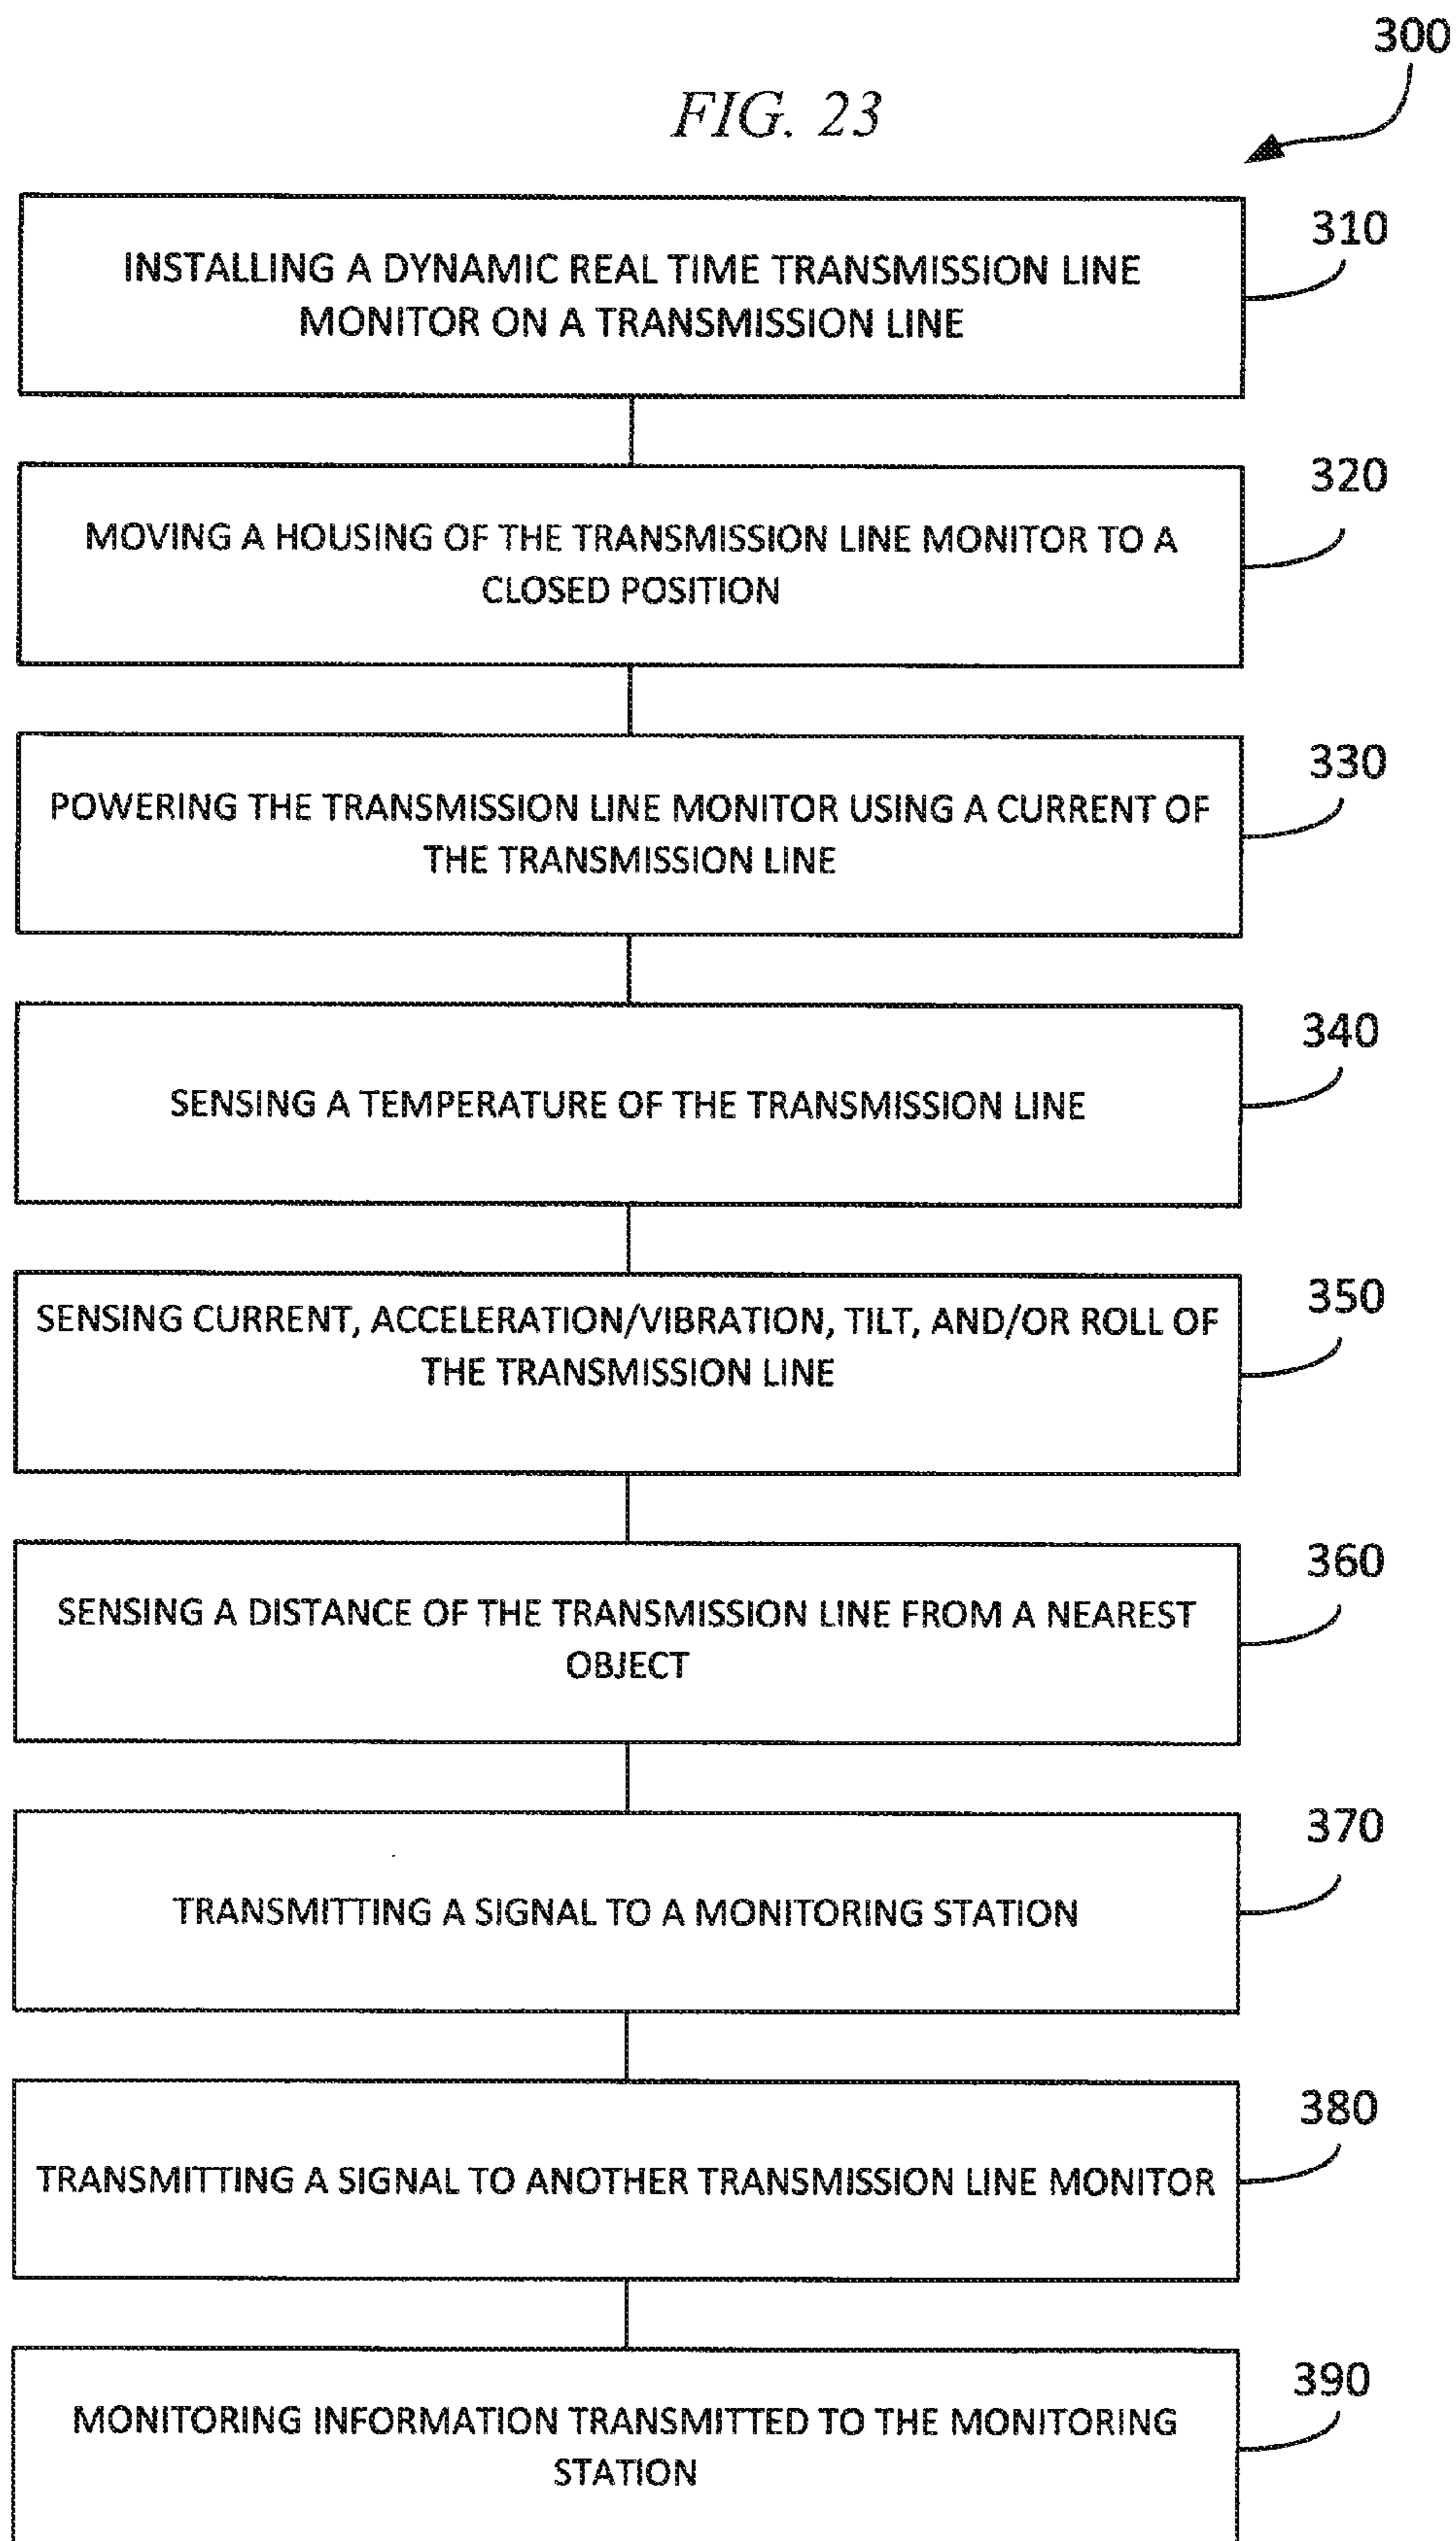 300
FIG. 23
310
INSTALLING A DYNAMIC REAL TIME TRANSMISSION LINE
MONITOR ON A TRANSMISSION LINE
320
MOVING A HOUSING OF THE TRANSMISSION LINE MONITOR TO A
CLOSED POSITION
330
POWERING THE TRANSMISSION LINE MONITOR USING A CURRENT OF
THE TRANSMISSION LINE
340
SENSING A TEMPERATURE OF THE TRANSMISSION LINE
350
SENSING CURRENT, ACCELERATION/VIBRATION, TILT, AND/OR ROLL OF
THE TRANSMISSION LINE
360
SENSING A DISTANCE OF THE TRANSMISSION LINE FROM A NEAREST
OBJECT
370
TRANSMITTING A SIGNAL TO A MONITORING STATION
380
TRANSMITTING A SIGNAL TO ANOTHER TRANSMISSION LINE MONITOR
390
MONITORING INFORMATION TRANSMITTED TO THE MONITORING
STATION